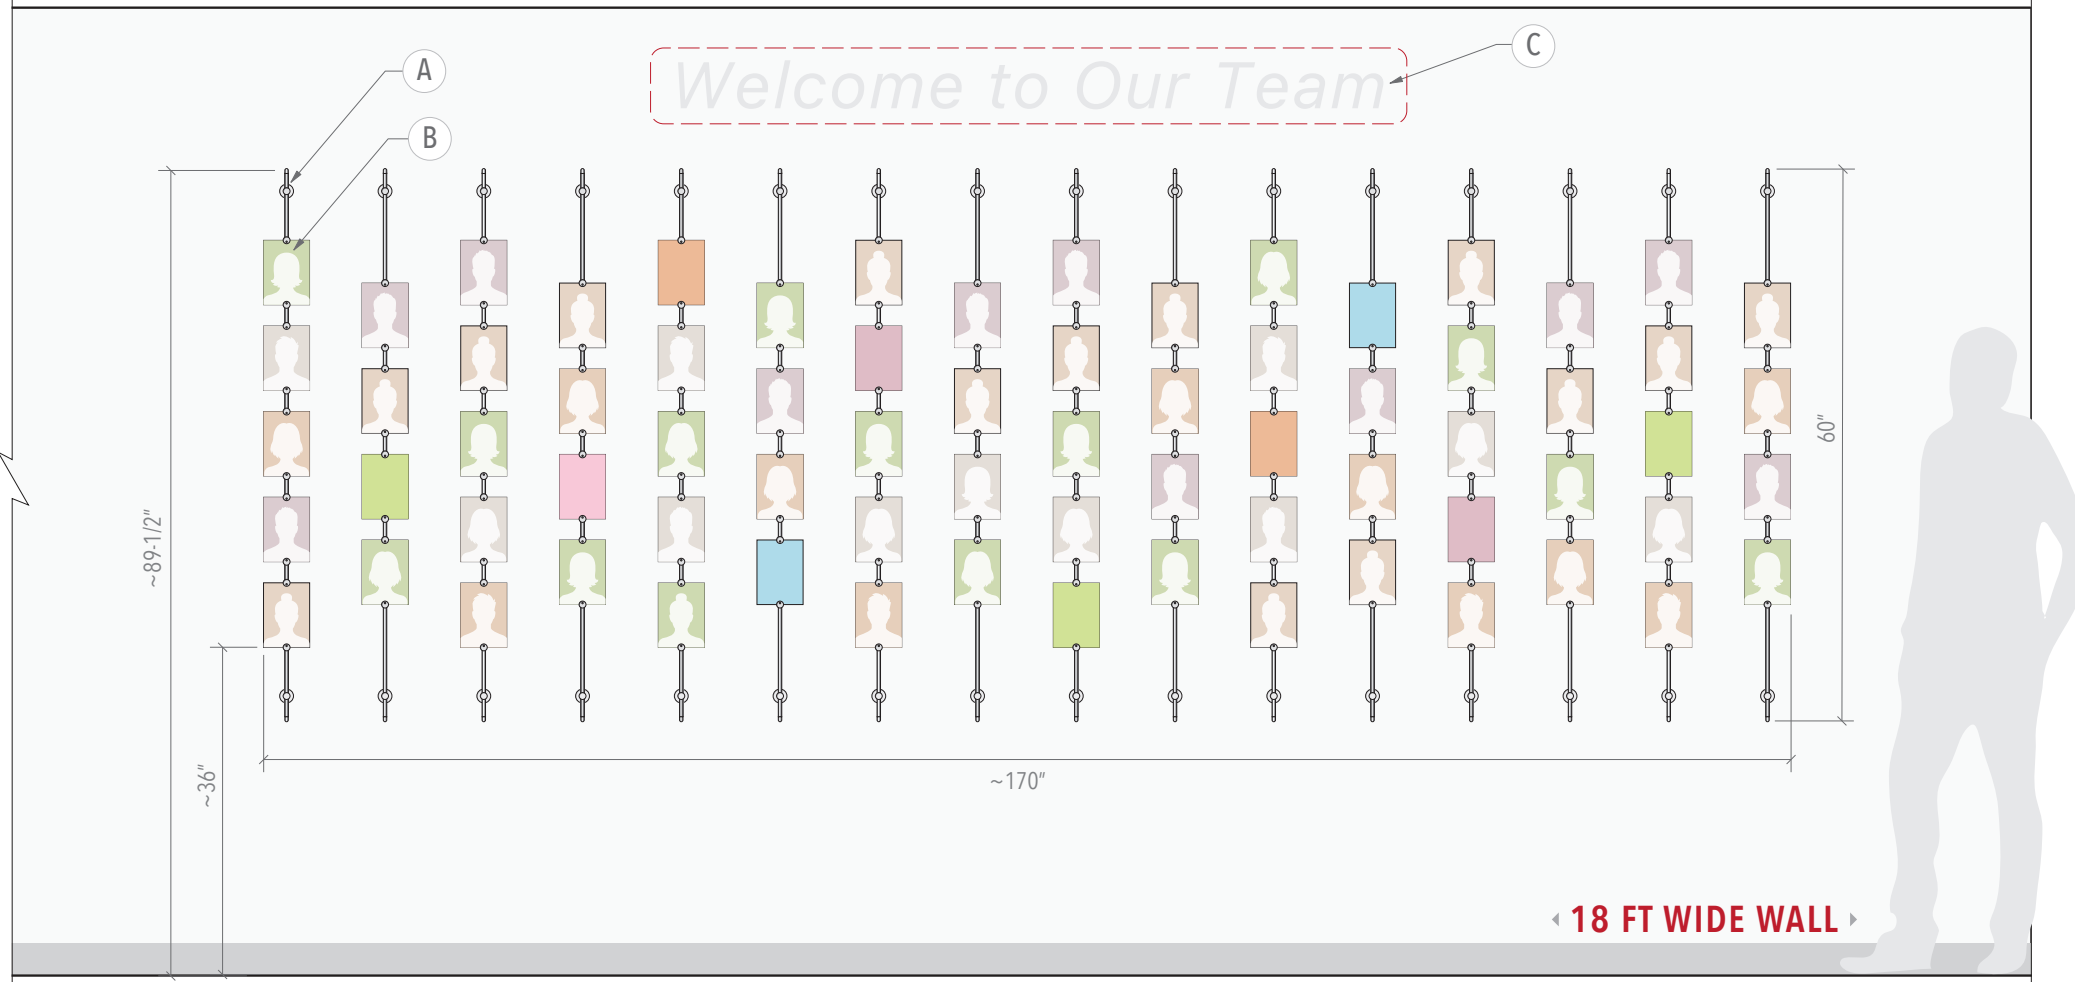 Welcome to Our Team
C
A
B
~89-1/2"
60"
~36"
~170"
18 FT WIDE WALL